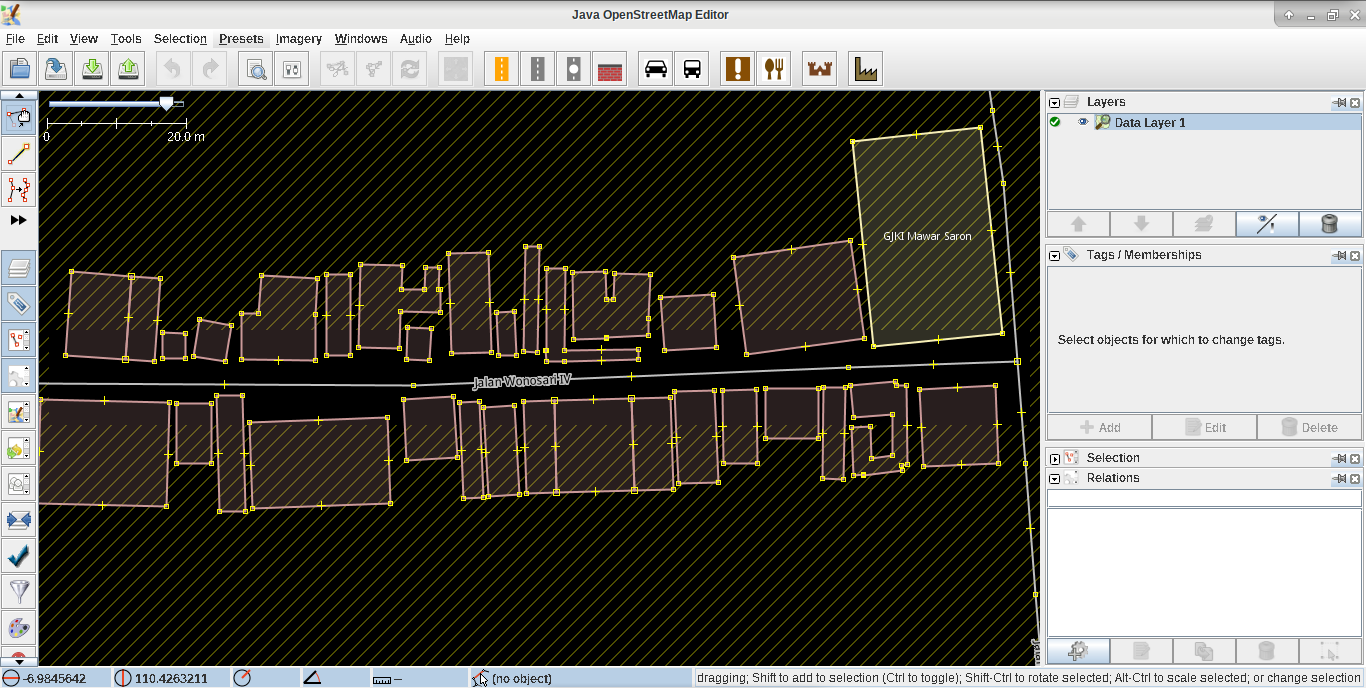 Java OpenStreetMap Editor
File Edit View Tools Selection Presets Imagery Windows Audio Help
0 20.0 m
GJKI Mawar Saron
Jalan Wonosari IV
Layers
Data Layer 1
Tags / Memberships
Select objects for which to change tags.
Add Edit Delete
Selection
Relations
-6.9845642 110.4263211 -- (no object) dragging; Shift to add to selection (Ctrl to toggle); Shift-Ctrl to rotate selected; Alt-Ctrl to scale selected; or change selection